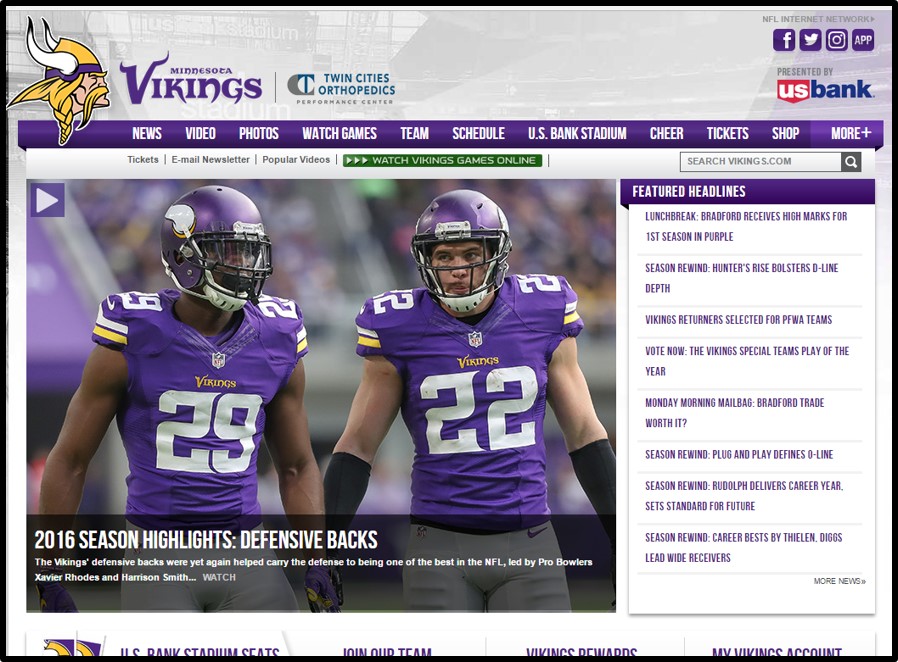 NFL INTERNET NETWORK
APP
MINNESOTA
VIKINGS
TWIN CITIES
ORTHOPEDICS
PERFORMANCE CENTER
PRESENTED BY
usbank
stadium
NEWS VIDEO PHOTOS WATCH GAMES TEAM SCHEDULE U.S. BANK STADIUM CHEER TICKETS SHOP MORE+
Tickets | E-mail Newsletter | Popular Videos | WATCH VIKINGS GAMES ONLINE |
SEARCH VIKINGS.COM
29 29
22 22
NFL
VIKINGS
29
NFL
VIKINGS
22
2016 SEASON HIGHLIGHTS: DEFENSIVE BACKS
The Vikings' defensive backs were yet again helped carry the defense to being one of the best in the NFL, led by Pro Bowlers
Xavier Rhodes and Harrison Smith... WATCH
FEATURED HEADLINES
LUNCHBREAK: BRADFORD RECEIVES HIGH MARKS FOR
1ST SEASON IN PURPLE
SEASON REWIND: HUNTER'S RISE BOLSTERS D-LINE
DEPTH
VIKINGS RETURNERS SELECTED FOR PFWA TEAMS
VOTE NOW: THE VIKINGS SPECIAL TEAMS PLAY OF THE
YEAR
MONDAY MORNING MAILBAG: BRADFORD TRADE
WORTH IT?
SEASON REWIND: PLUG AND PLAY DEFINES O-LINE
SEASON REWIND: RUDOLPH DELIVERS CAREER YEAR,
SETS STANDARD FOR FUTURE
SEASON REWIND: CAREER BESTS BY THIELEN, DIGGS
LEAD WIDE RECEIVERS
MORE NEWS»
U.S. BANK STADIUM SEATS JOIN OUR TEAM VIKINGS REWARDS MY VIKINGS ACCOUNT